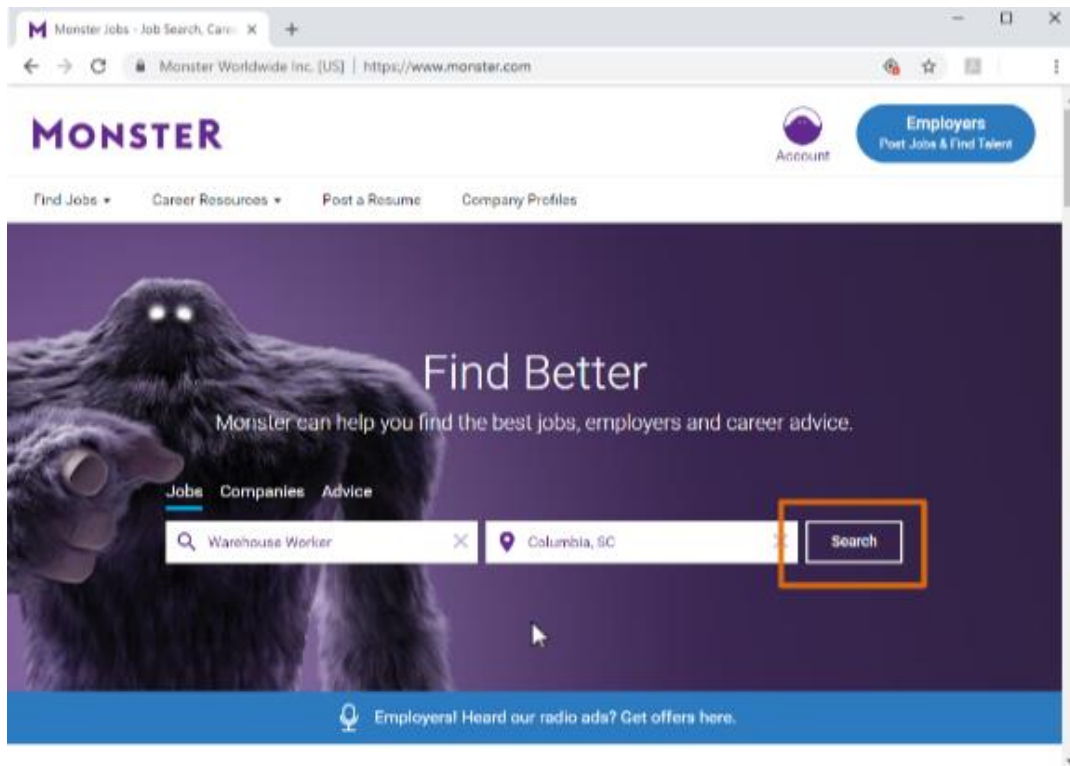 Monster Jobs - Job Search, Care
Monster Worldwide Inc. [US] | https://www.monster.com
MONSTER
Account
Employers
Post Jobs & Find Talent
Find Jobs
Career Resources
Post a Resume
Company Profiles
Find Better
Monster can help you find the best jobs, employers and career advice.
Jobs Companies Advice
Warehouse Worker
Columbia, SC
Search
Employers! Heard our radio ads? Get offers here.